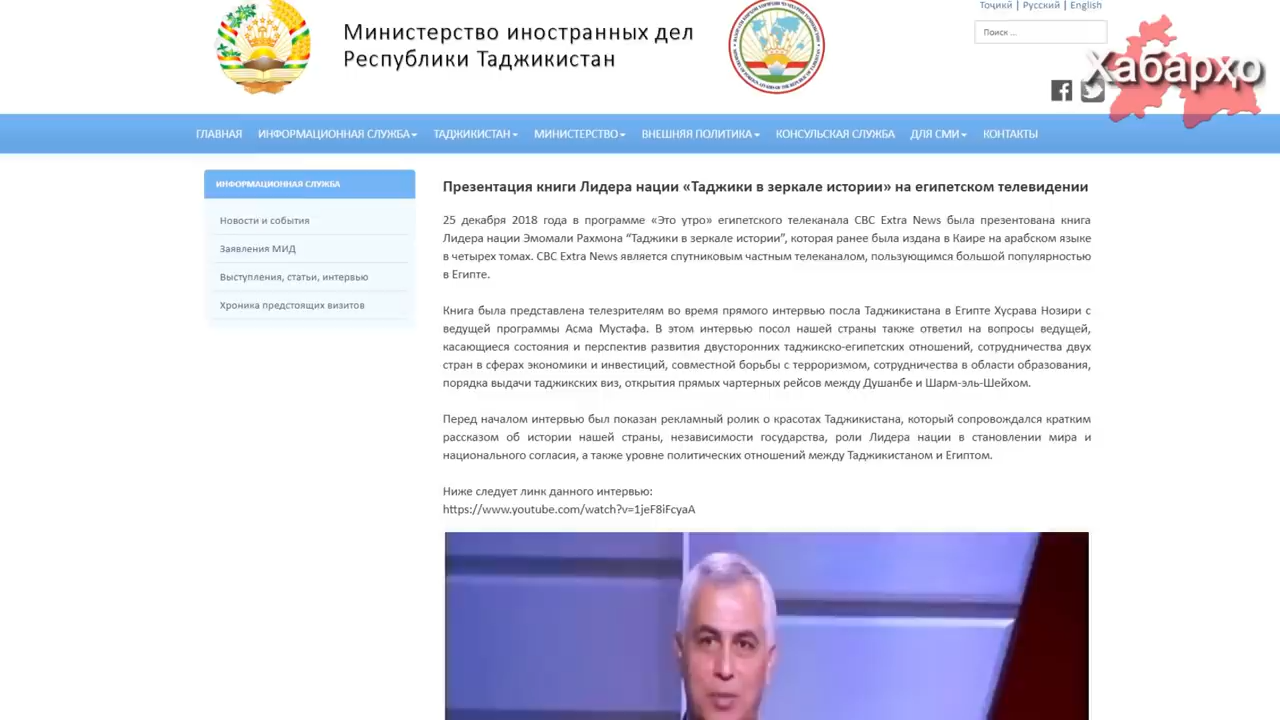 Тоҷикӣ | Русский | English
Министерство иностранных дел
Республики Таджикистан
Поиск ...
Хабарҳо
ГЛАВНАЯ ИНФОРМАЦИОННАЯ СЛУЖБА ТАДЖИКИСТАН МИНИСТЕРСТВО ВНЕШНЯЯ ПОЛИТИКА КОНСУЛЬСКАЯ СЛУЖБА ДЛЯ СМИ КОНТАКТЫ
ИНФОРМАЦИОННАЯ СЛУЖБА
Новости и события
Заявления МИД
Выступления, статьи, интервью
Хроника предстоящих визитов
Презентация книги Лидера нации «Таджики в зеркале истории» на египетском телевидении
25 декабря 2018 года в программе «Это утро» египетского телеканала CBC Extra News была презентована книга
Лидера нации Эмомали Рахмона “Таджики в зеркале истории”, которая ранее была издана в Каире на арабском языке
в четырех томах. CBC Extra News является спутниковым частным телеканалом, пользующимся большой популярностью
в Египте.
Книга была представлена телезрителям во время прямого интервью посла Таджикистана в Египте Хусрава Нозири с
ведущей программы Асма Мустафа. В этом интервью посол нашей страны также ответил на вопросы ведущей,
касающиеся состояния и перспектив развития двусторонних таджикско-египетских отношений, сотрудничества двух
стран в сферах экономики и инвестиций, совместной борьбы с терроризмом, сотрудничества в области образования,
порядка выдачи таджикских виз, открытия прямых чартерных рейсов между Душанбе и Шарм-эль-Шейхом.
Перед началом интервью был показан рекламный ролик о красотах Таджикистана, который сопровождался кратким
рассказом об истории нашей страны, независимости государства, роли Лидера нации в становлении мира и
национального согласия, а также уровне политических отношений между Таджикистаном и Египтом.
Ниже следует линк данного интервью:
https://www.youtube.com/watch?v=1jeF8iFcyaA